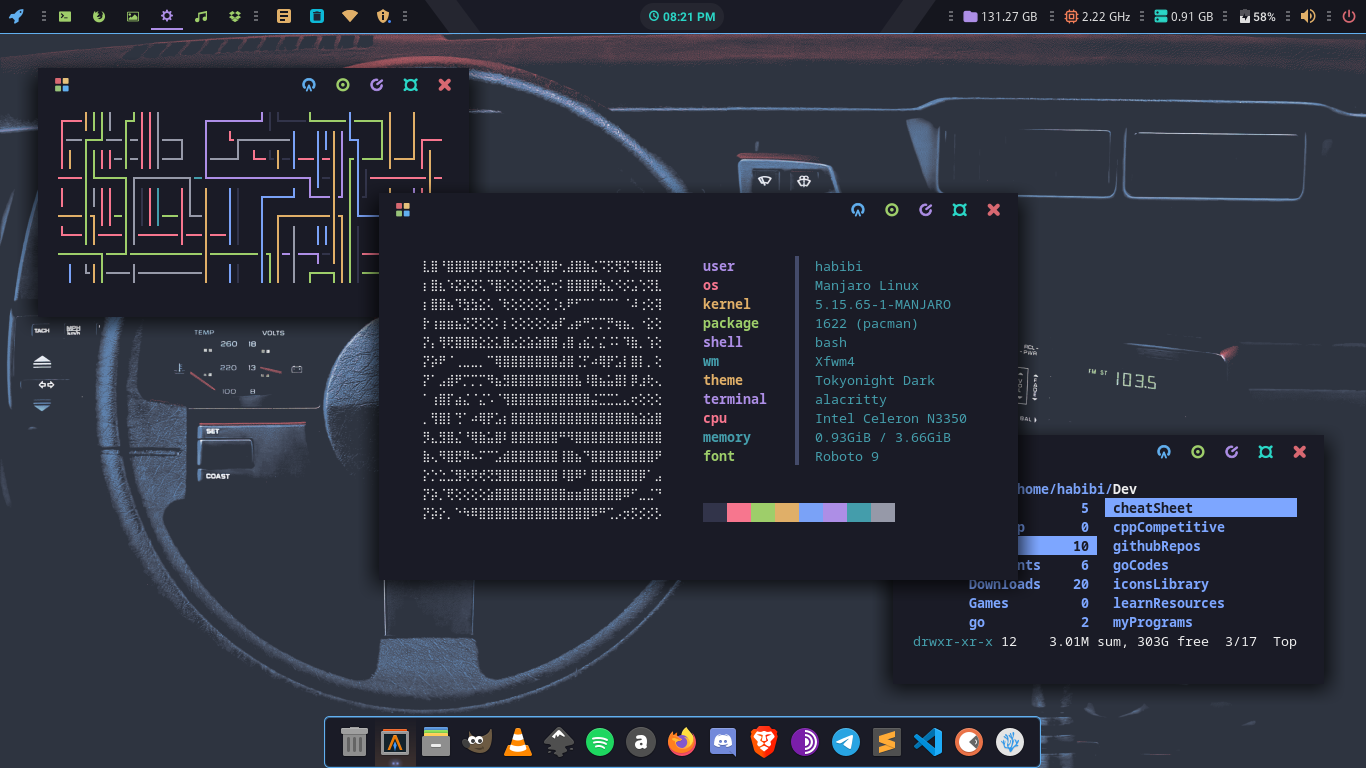 08:21 PM
131.27 GB
2.22 GHz
0.91 GB
58%
user habibi
os Manjaro Linux
kernel 5.15.65-1-MANJARO
package 1622 (pacman)
shell bash
wm Xfwm4
theme Tokyonight Dark
terminal alacritty
cpu Intel Celeron N3350
memory 0.93GiB / 3.66GiB
font Roboto 9
TACH
TEMP VOLTS
260 18
220 13
100 8
SET
COAST
FM ST 103.5
home/habibi/Dev
5 cheatSheet
p 0 cppCompetitive
10 githubRepos
nts 6 goCodes
Downloads 20 iconsLibrary
Games 0 learnResources
go 2 myPrograms
drwxr-xr-x 12 3.01M sum, 303G free 3/17 Top